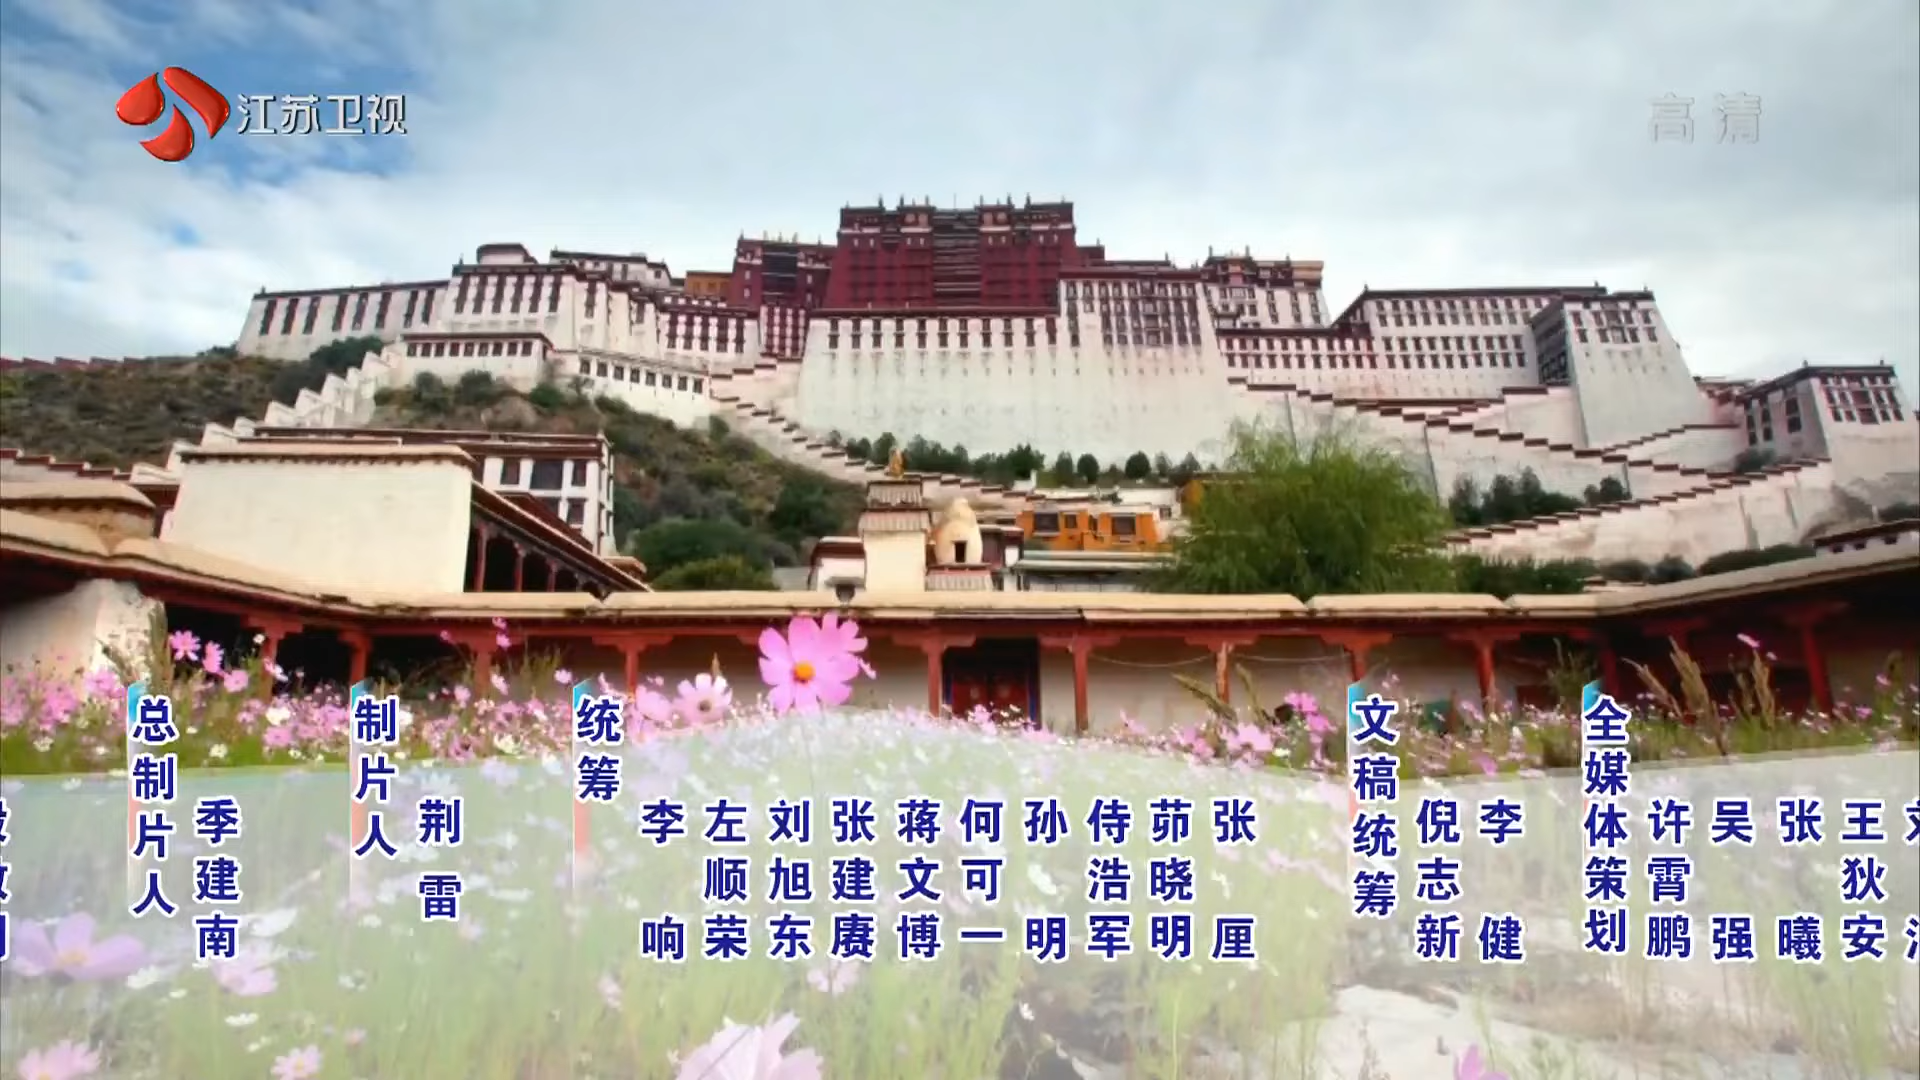 江苏卫视
高清
总制片人
季建南
制片人
荆雷
统筹
李响
左顺荣
刘旭东
张建赓
蒋文博
何可一
孙明
侍浩军
茆晓明
张厘
文稿统筹
倪志新
李健
全媒体策划
许霄鹏
吴强
张曦
王狄安